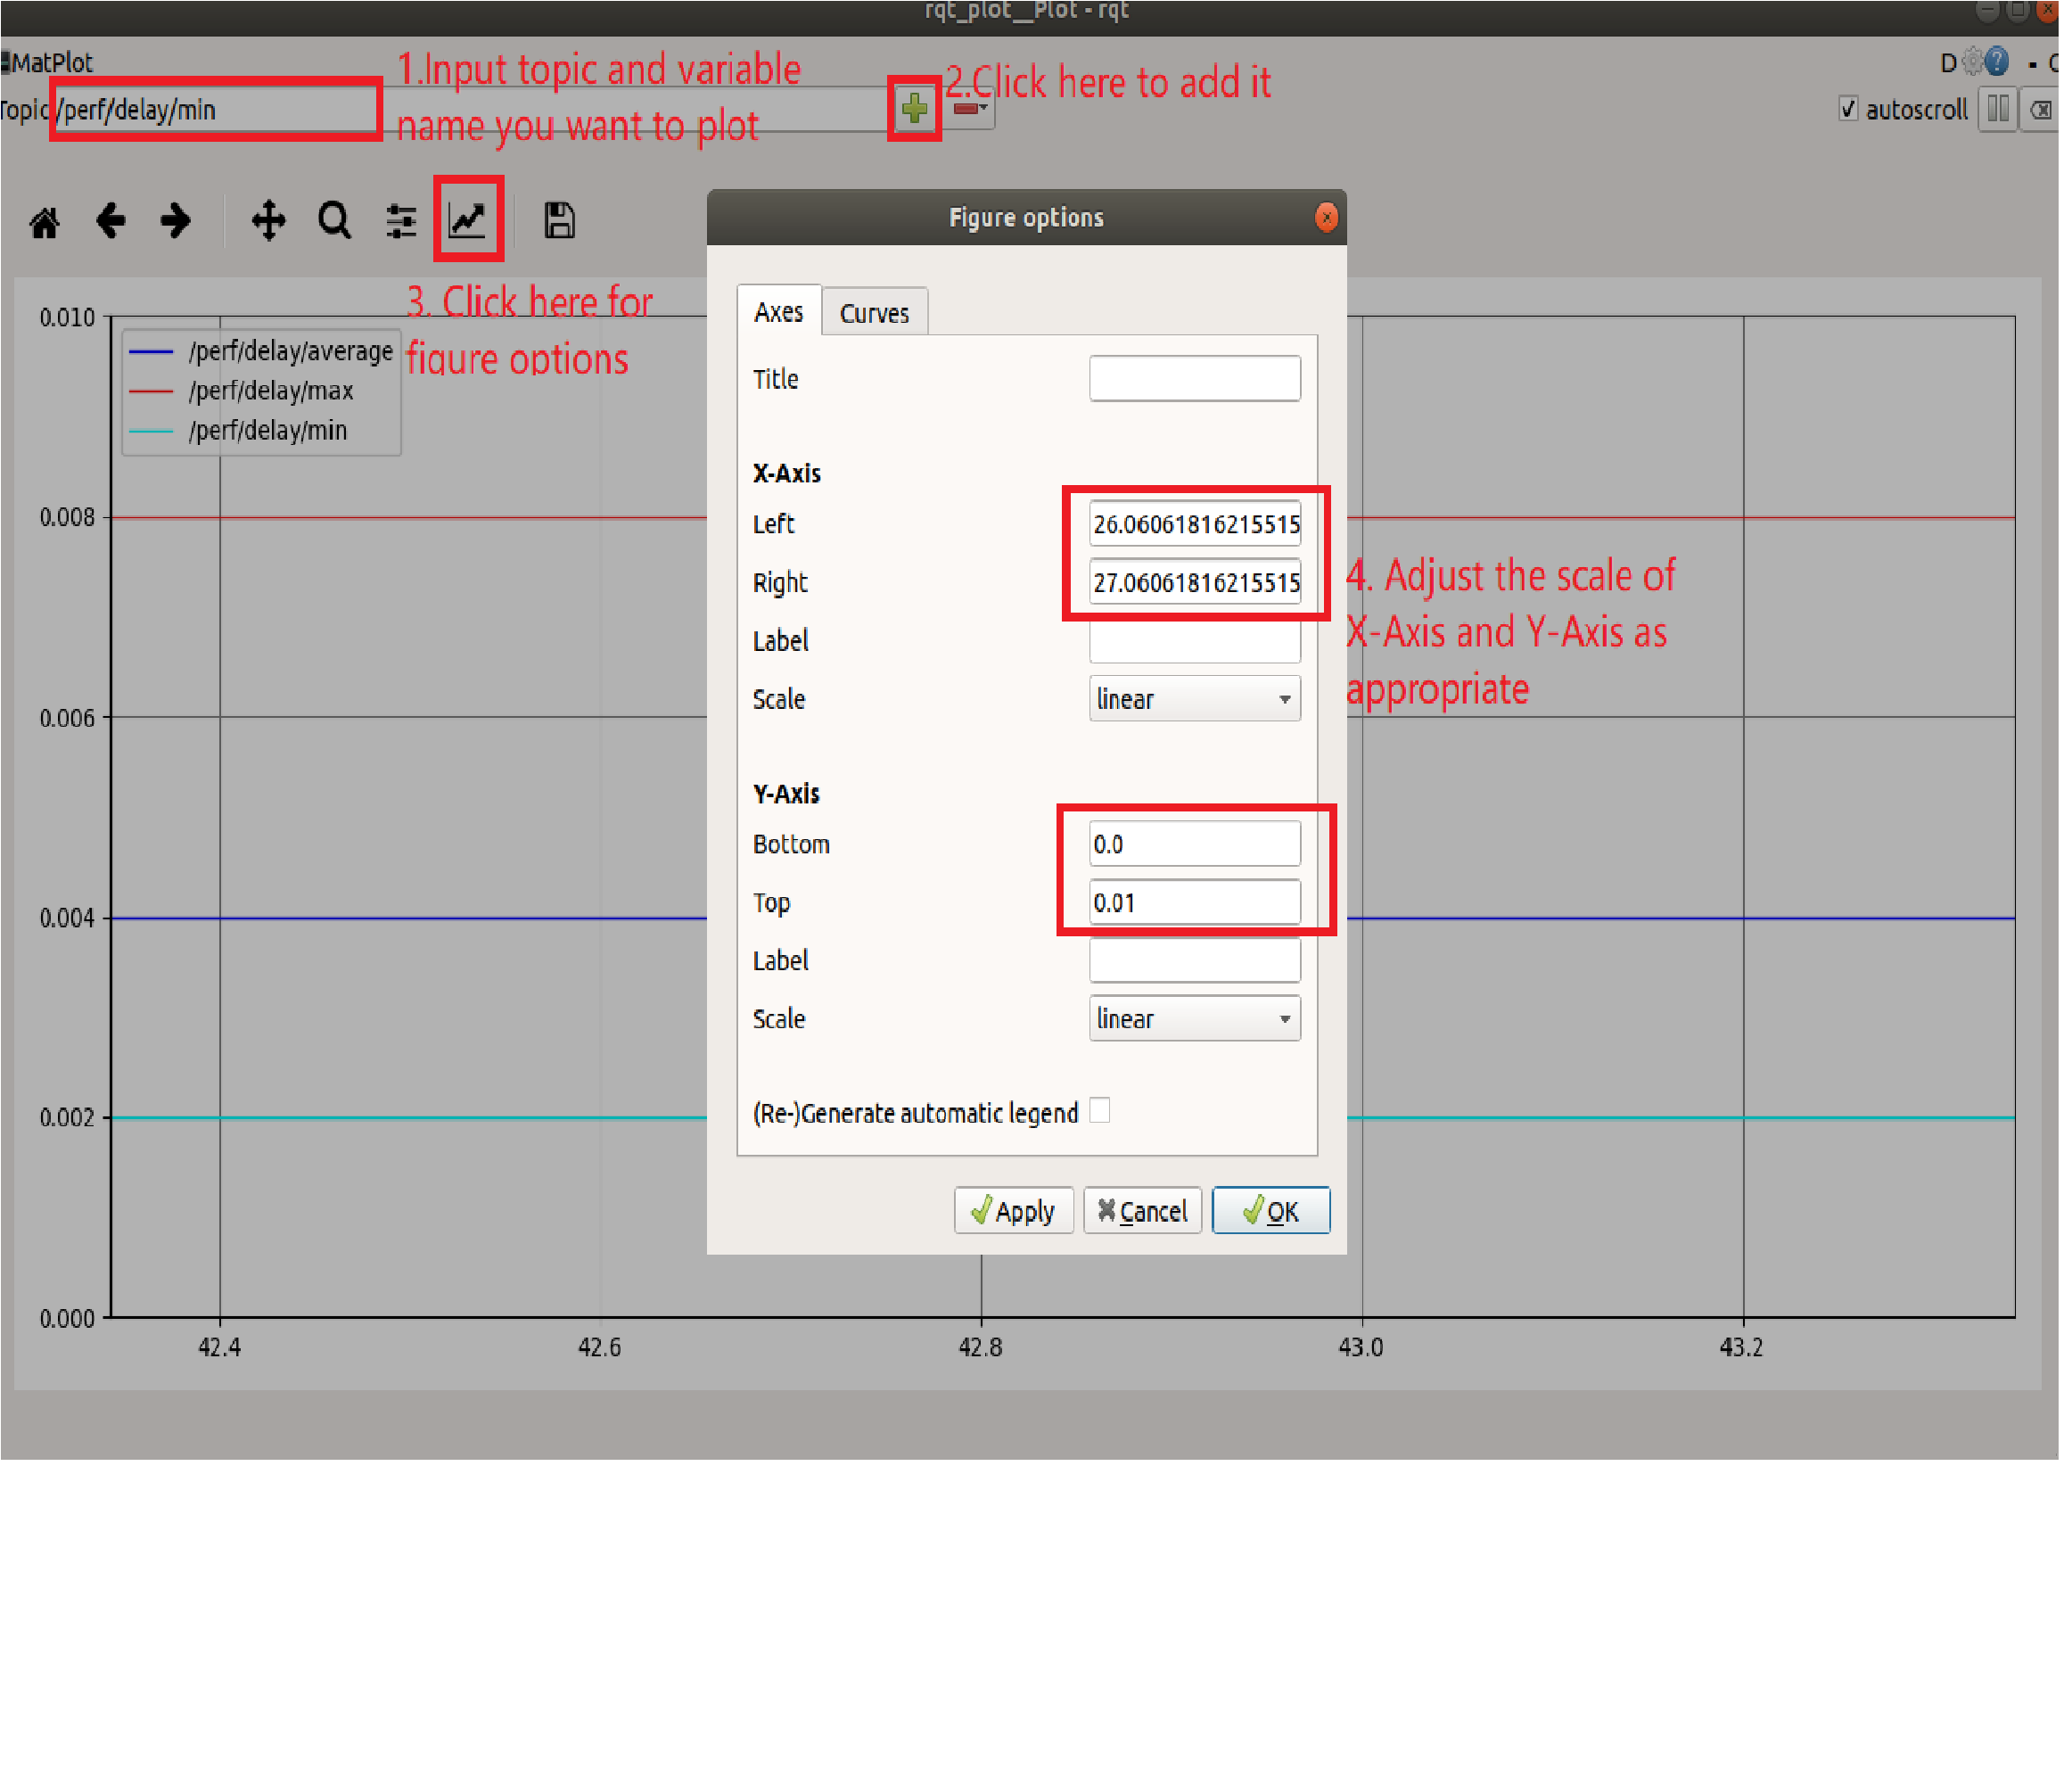 rqt_plot__Plot - rqt
MatPlot
D
Topic /perf/delay/min
1.Input topic and variable
name you want to plot
2.Click here to add it
autoscroll
3. Click here for
figure options
Figure options
Axes
Curves
Title
X-Axis
Left 26.06061816215515
Right 27.06061816215515
Label
Scale linear
Y-Axis
Bottom 0.0
Top 0.01
Label
Scale linear
(Re-)Generate automatic legend
Apply
Cancel
OK
4. Adjust the scale of
X-Axis and Y-Axis as
appropriate
/perf/delay/average
/perf/delay/max
/perf/delay/min
0.010
0.008
0.006
0.004
0.002
0.000
42.4
42.6
42.8
43.0
43.2